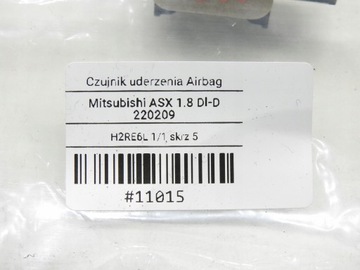 Czujnik uderzenia Airbag
Mitsubishi ASX 1.8 DI-D
220209
H2RE6L 1/1, skrz 5
#11015